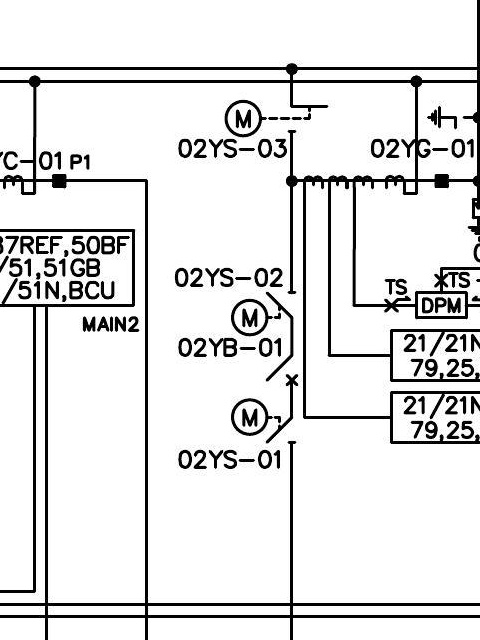 M
02YS-03
02YG-01
YC-01 P1
87REF,50BF
/51,51GB
/51N,BCU
MAIN2
02YS-02
M
02YB-01
M
02YS-01
TS
TS
DPM
21/21N
79,25,
21/21N
79,25,